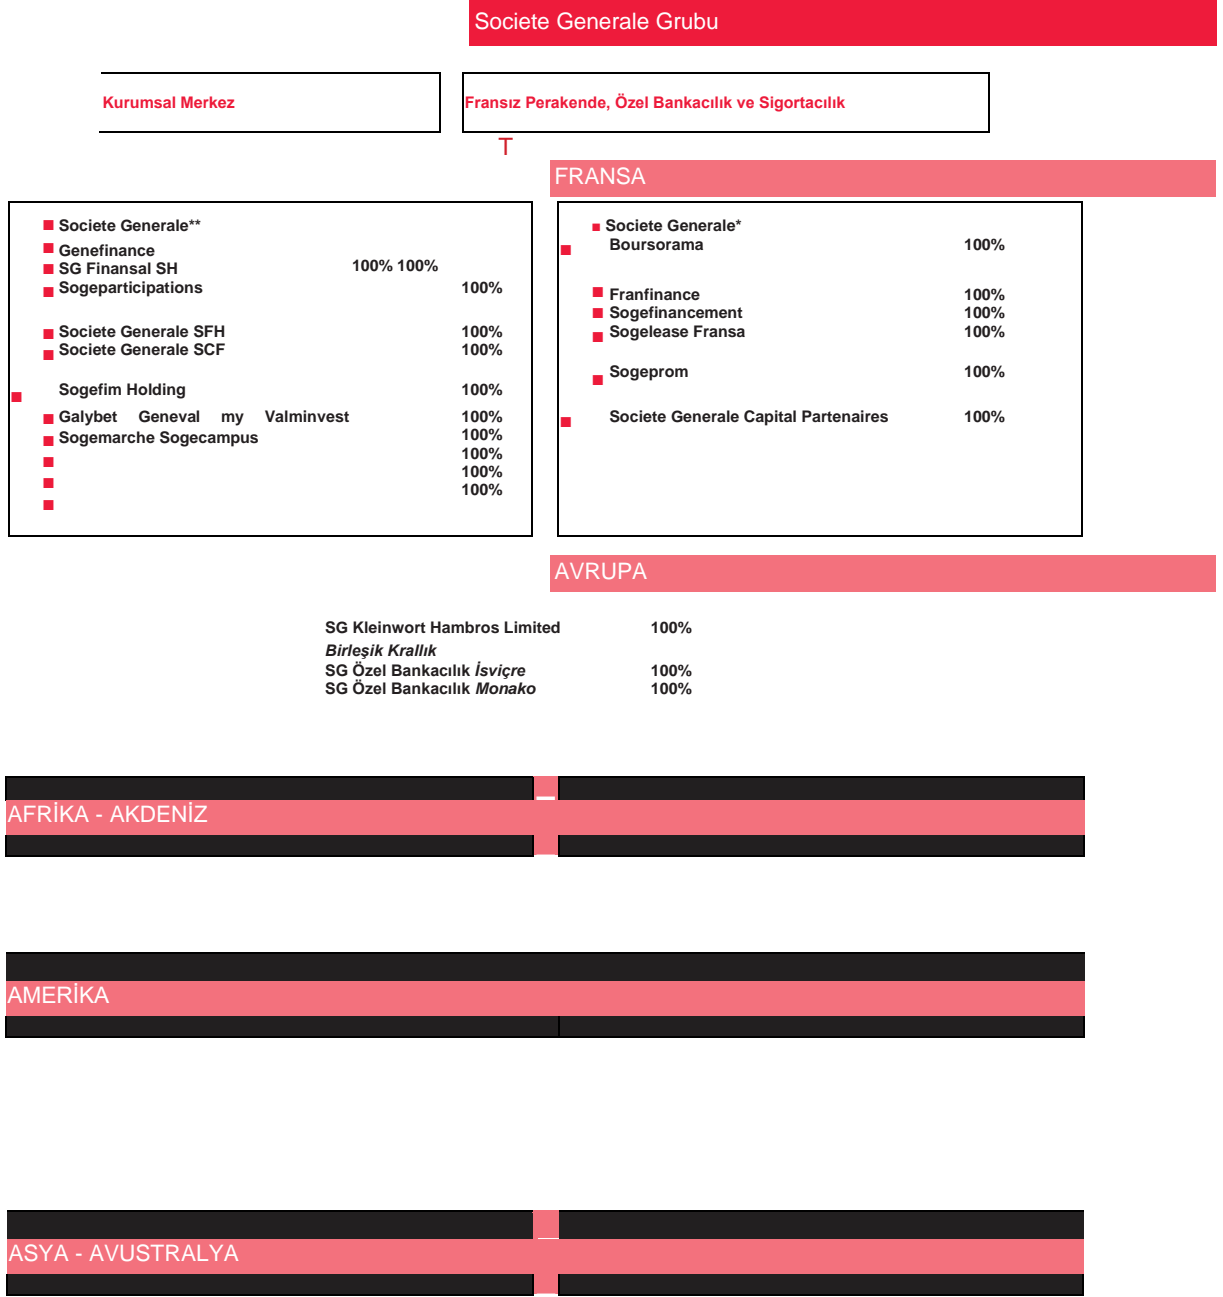 Societe Generale Grubu
Kurumsal Merkez
Fransız Perakende, Özel Bankacılık ve Sigortacılık
T
FRANSA
Societe Generale**
Genefinance
SG Finansal SH 100% 100%
Sogeparticipations 100%
Societe Generale SFH 100%
Societe Generale SCF 100%
Sogefim Holding 100%
Galybet Geneval my Valminvest 100%
Sogemarche Sogecampus 100%
100%
100%
100%
Societe Generale*
Boursorama 100%
Franfinance 100%
Sogefinancement 100%
Sogelease Fransa 100%
Sogeprom 100%
Societe Generale Capital Partenaires 100%
AVRUPA
SG Kleinwort Hambros Limited 100%
Birleşik Krallık
SG Özel Bankacılık İsviçre 100%
SG Özel Bankacılık Monako 100%
AFRİKA - AKDENİZ
AMERİKA
ASYA - AVUSTRALYA